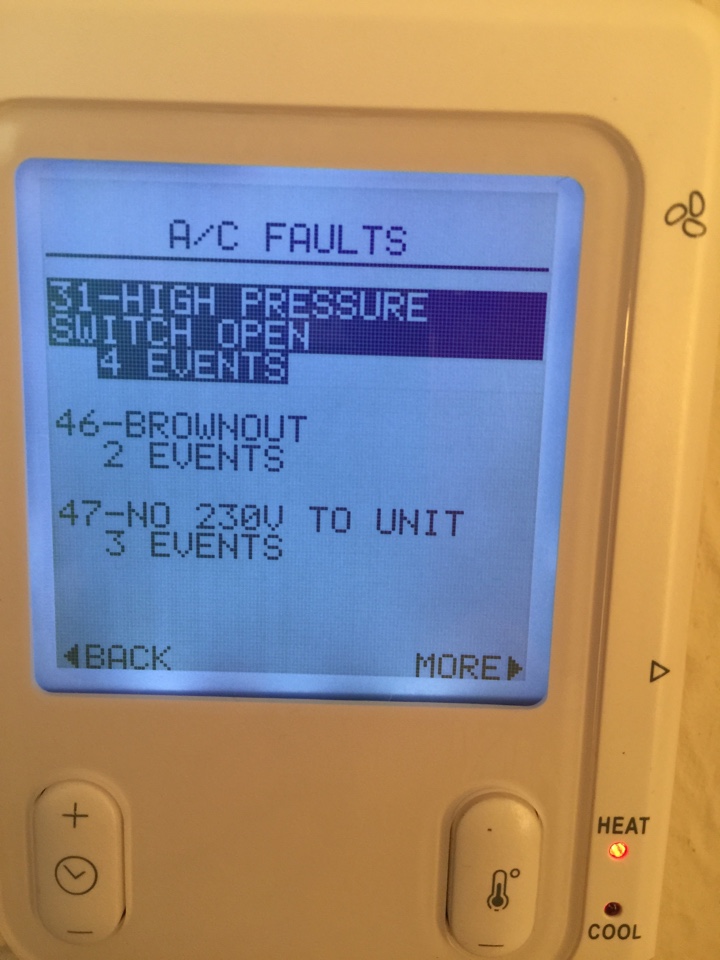 A/C FAULTS
31-HIGH PRESSURE
SWITCH OPEN
4 EVENTS
46-BROWNOUT
2 EVENTS
47-NO 230V TO UNIT
3 EVENTS
◀BACK
MORE▶
HEAT
COOL